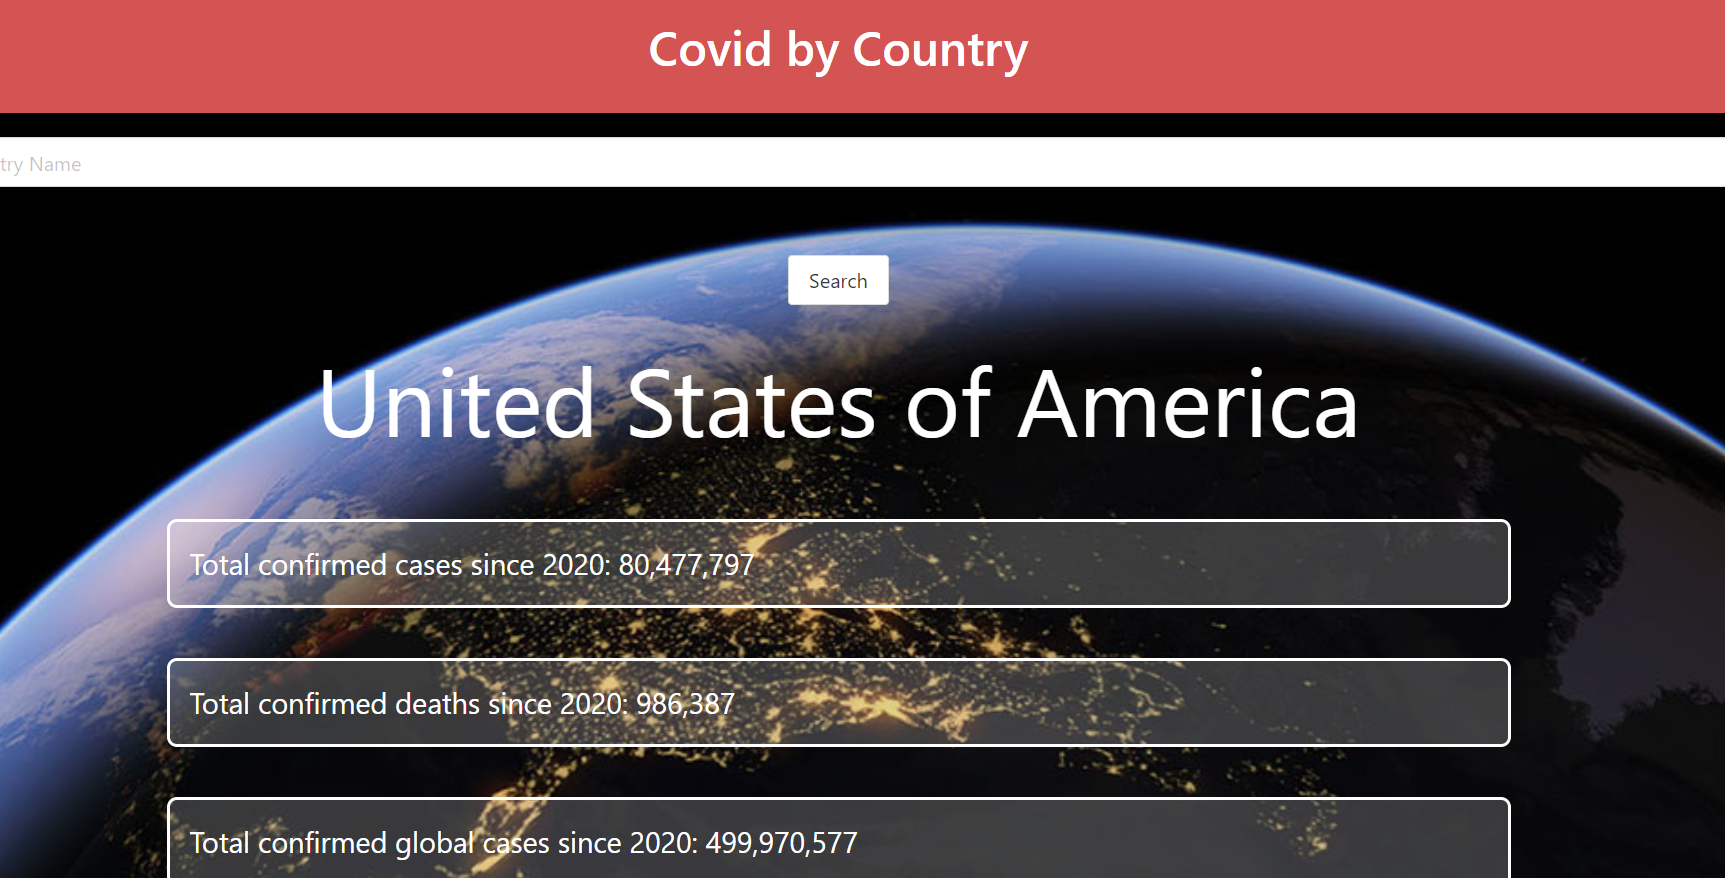 Covid by Country
try Name
Search
United States of America
Total confirmed cases since 2020: 80,477,797
Total confirmed deaths since 2020: 986,387
Total confirmed global cases since 2020: 499,970,577